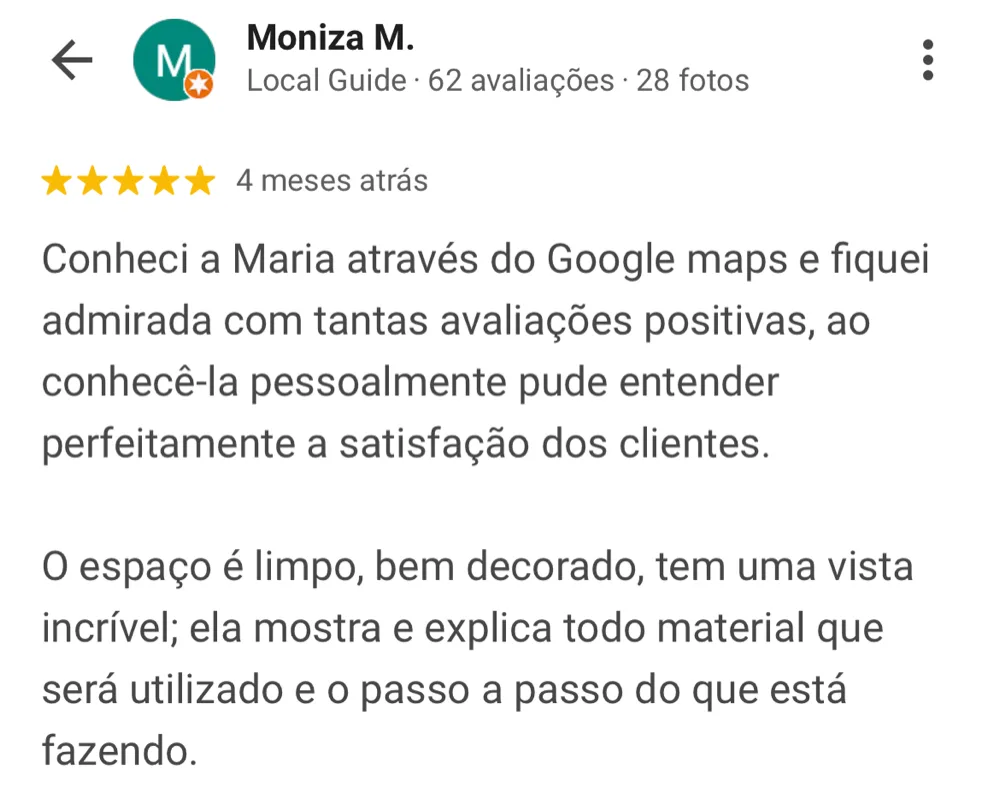 Moniza M.
M
Local Guide · 62 avaliações · 28 fotos
4 meses atrás
Conheci a Maria através do Google maps e fiquei
admirada com tantas avaliações positivas, ao
conhecê-la pessoalmente pude entender
perfeitamente a satisfação dos clientes.
O espaço é limpo, bem decorado, tem uma vista
incrível; ela mostra e explica todo material que
será utilizado e o passo a passo do que está
fazendo.